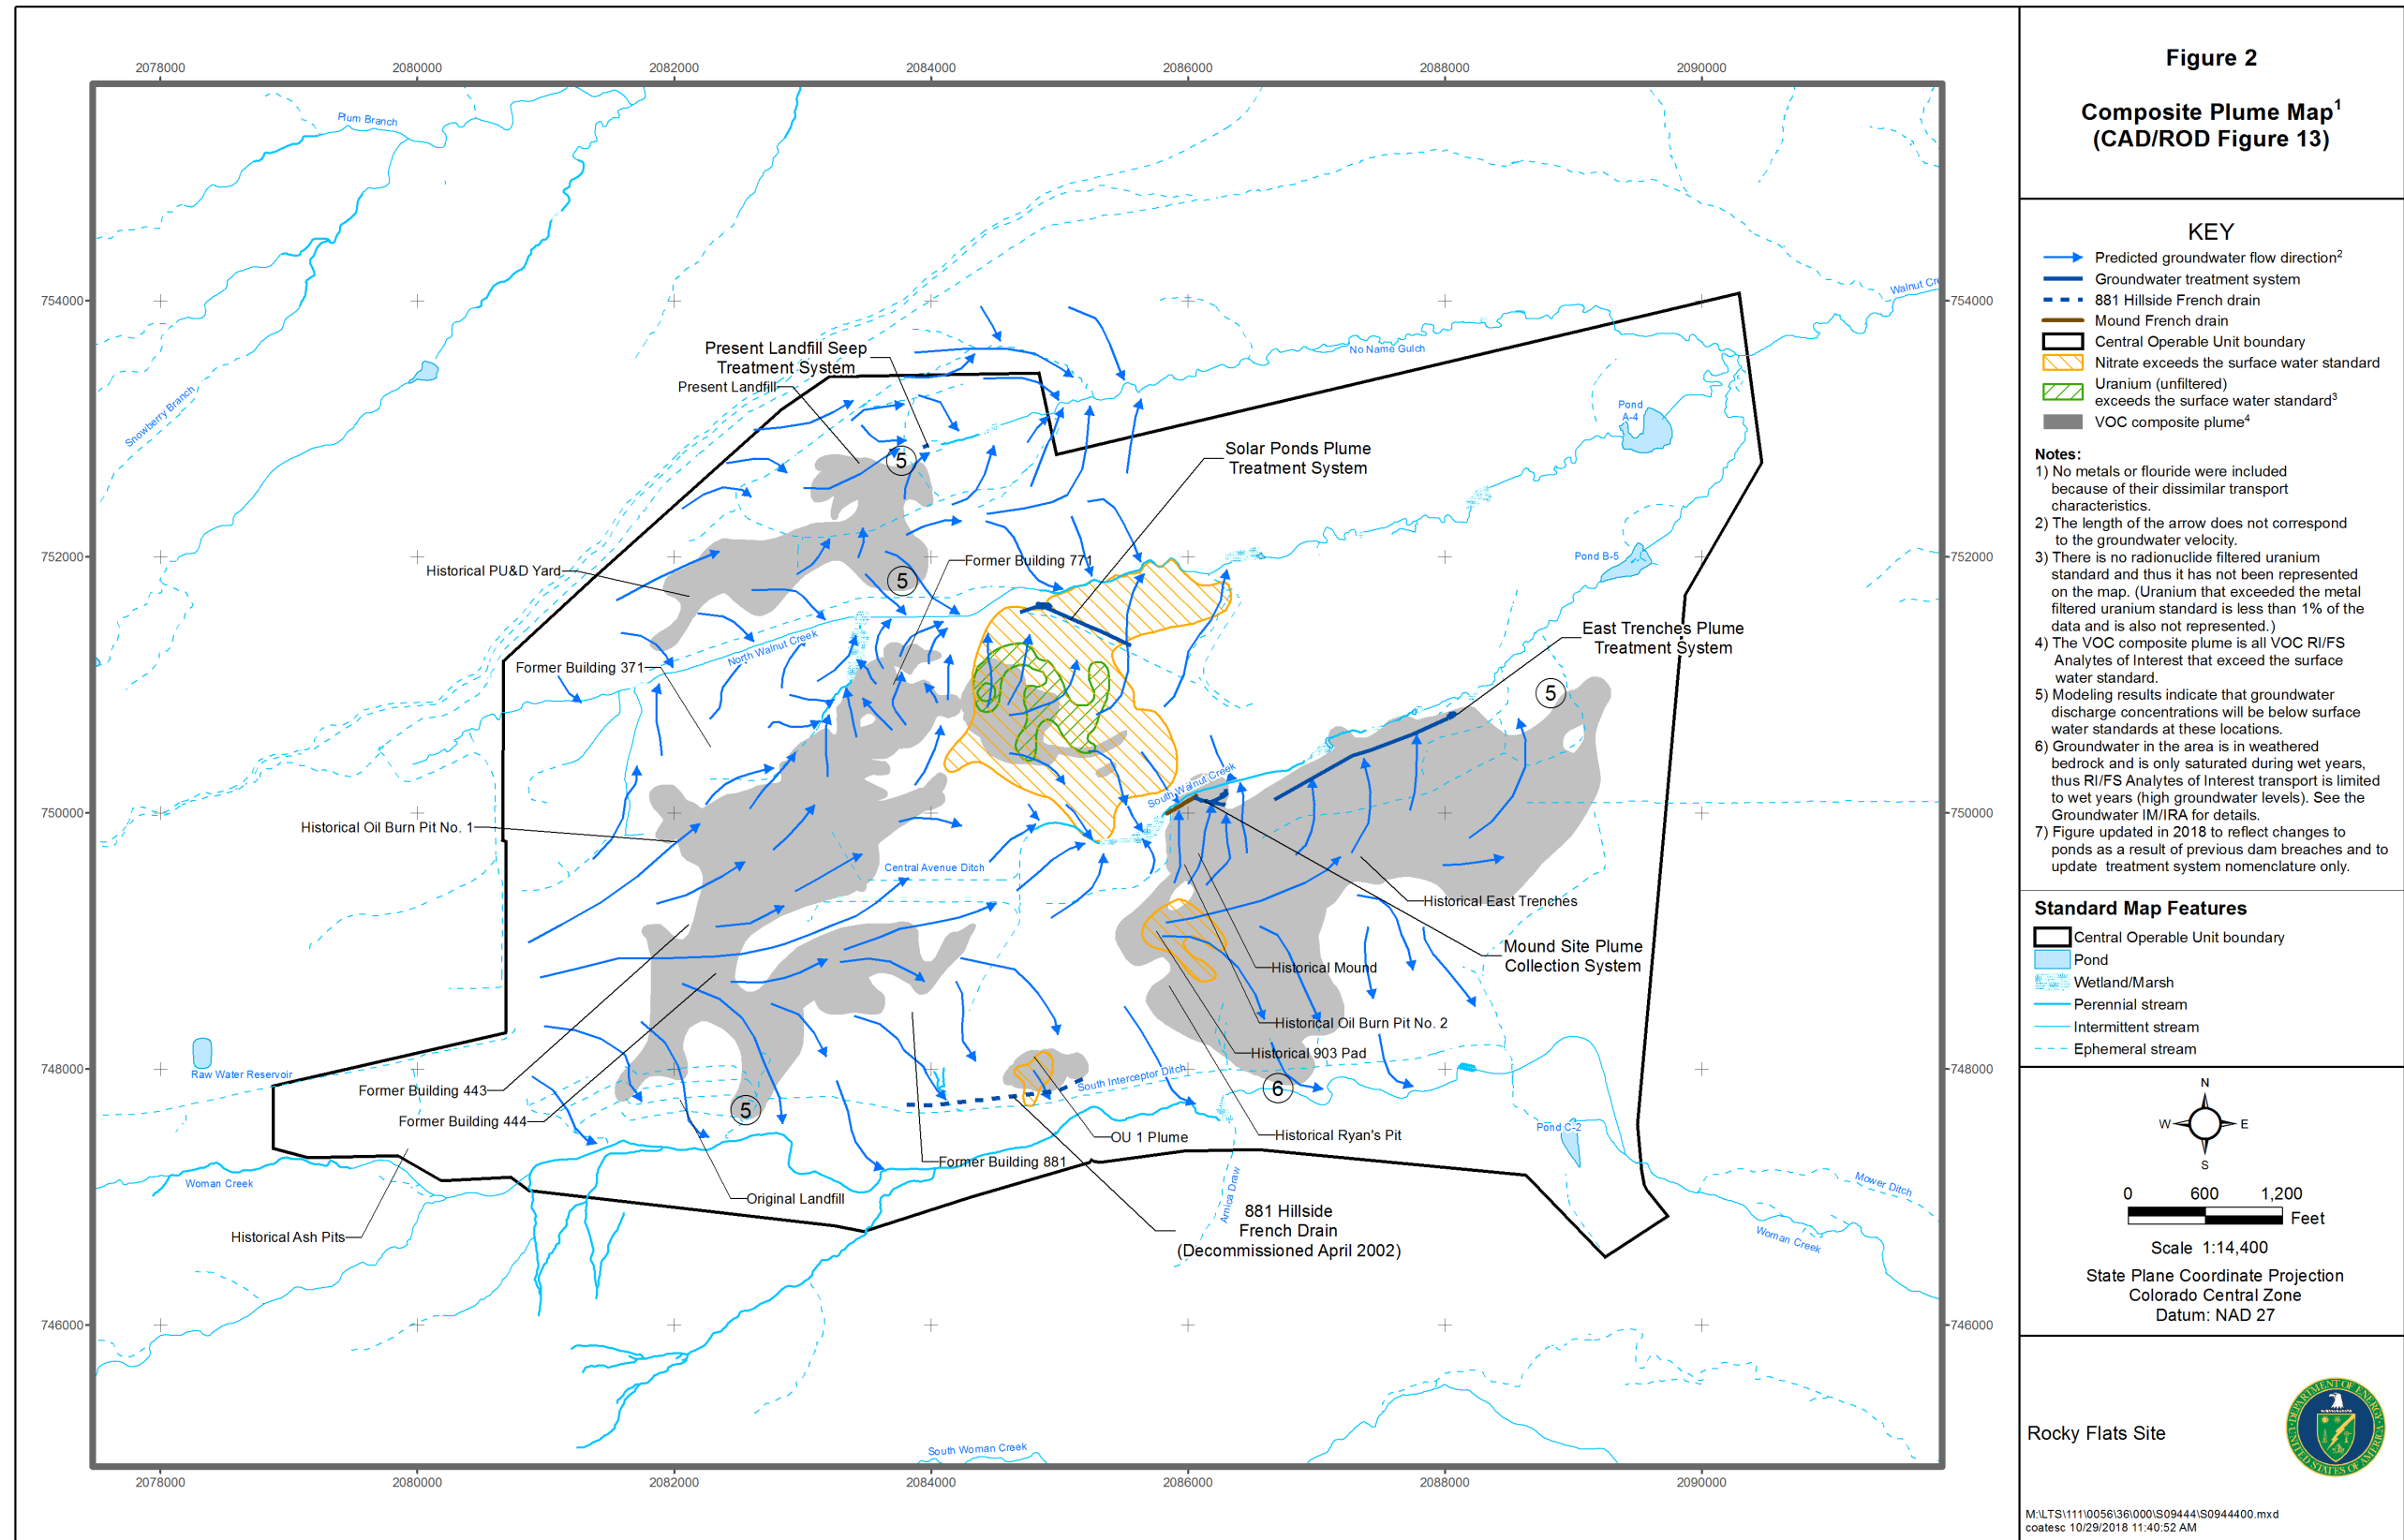 2078000
2080000
2082000
2084000
2086000
2088000
2090000
754000
752000
750000
748000
746000
754000
752000
750000
748000
746000
2078000
2080000
2082000
2084000
2086000
2088000
2090000
Plum Branch
Snowberry Branch
Present Landfill Seep
Treatment System
Present Landfill
No Name Gulch
Walnut Cre
Pond
A-4
Solar Ponds Plume
Treatment System
5
Historical PU&D Yard
Former Building 771
5
Pond B-5
North Walnut Creek
Former Building 371
East Trenches Plume
Treatment System
5
South Walnut Creek
Historical Oil Burn Pit No. 1
Central Avenue Ditch
Historical East Trenches
Mound Site Plume
Collection System
Historical Mound
Historical Oil Burn Pit No. 2
Historical 903 Pad
Raw Water Reservoir
South Interceptor Ditch
Former Building 443
6
Former Building 444
5
OU 1 Plume
Historical Ryan's Pit
Pond C-2
Former Building 881
Woman Creek
Original Landfill
Arnica Draw
Mower Ditch
Historical Ash Pits
881 Hillside
French Drain
(Decommissioned April 2002)
Woman Creek
South Woman Creek
Figure 2
Composite Plume Map1
(CAD/ROD Figure 13)
KEY
Predicted groundwater flow direction2
Groundwater treatment system
881 Hillside French drain
Mound French drain
Central Operable Unit boundary
Nitrate exceeds the surface water standard
Uranium (unfiltered)
exceeds the surface water standard3
VOC composite plume4
Notes:
1) No metals or flouride were included
because of their dissimilar transport
characteristics.
2) The length of the arrow does not correspond
to the groundwater velocity.
3) There is no radionuclide filtered uranium
standard and thus it has not been represented
on the map. (Uranium that exceeded the metal
filtered uranium standard is less than 1% of the
data and is also not represented.)
4) The VOC composite plume is all VOC RI/FS
Analytes of Interest that exceed the surface
water standard.
5) Modeling results indicate that groundwater
discharge concentrations will be below surface
water standards at these locations.
6) Groundwater in the area is in weathered
bedrock and is only saturated during wet years,
thus RI/FS Analytes of Interest transport is limited
to wet years (high groundwater levels). See the
Groundwater IM/IRA for details.
7) Figure updated in 2018 to reflect changes to
ponds as a result of previous dam breaches and to
update treatment system nomenclature only.
Standard Map Features
Central Operable Unit boundary
Pond
Wetland/Marsh
Perennial stream
Intermittent stream
Ephemeral stream
N
W
E
S
0 600 1,200
Feet
Scale 1:14,400
State Plane Coordinate Projection
Colorado Central Zone
Datum: NAD 27
Rocky Flats Site
DEPARTMENT OF ENERGY
UNITED STATES OF AMERICA
M:\LTS\111\0056\36\000\S09444\S0944400.mxd
coatesc 10/29/2018 11:40:52 AM